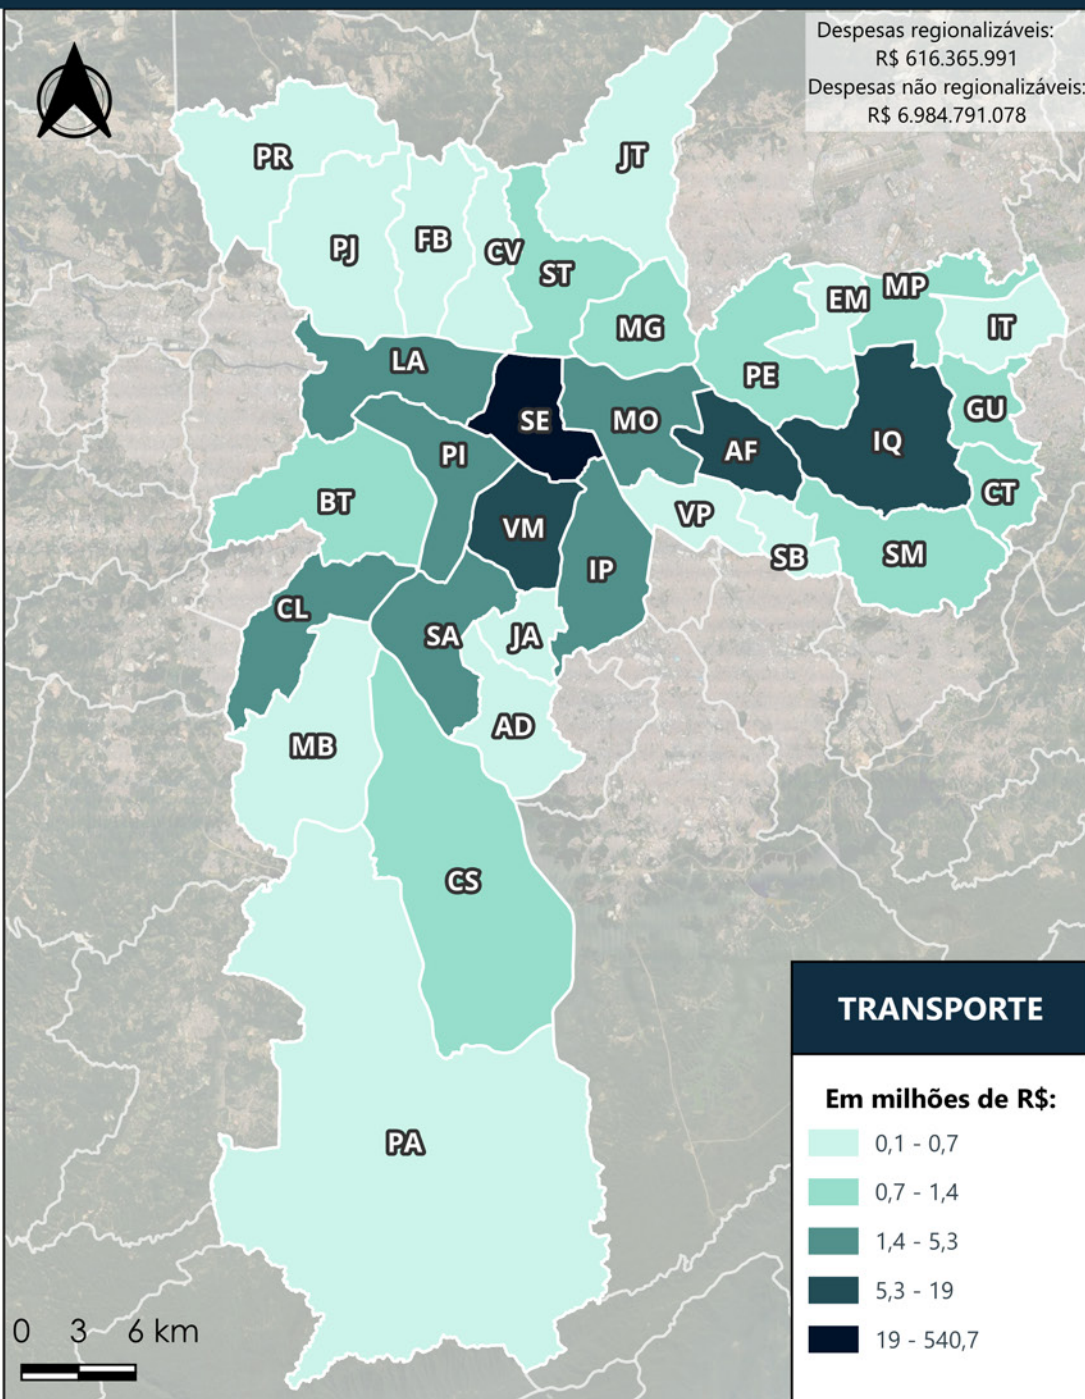 Despesas regionalizáveis:
R$ 616.365.991
Despesas não regionalizáveis:
R$ 6.984.791.078
JT
PR
PJ
FB
CV
ST
MG
EM
MP
IT
PE
LA
GU
SE
MO
AF
IQ
PI
BT
CT
VM
VP
SB
SM
IP
CL
SA
JA
AD
MB
CS
PA
TRANSPORTE
Em milhões de R$:
0,1 - 0,7
0,7 - 1,4
1,4 - 5,3
5,3 - 19
19 - 540,7
0 3 6 km